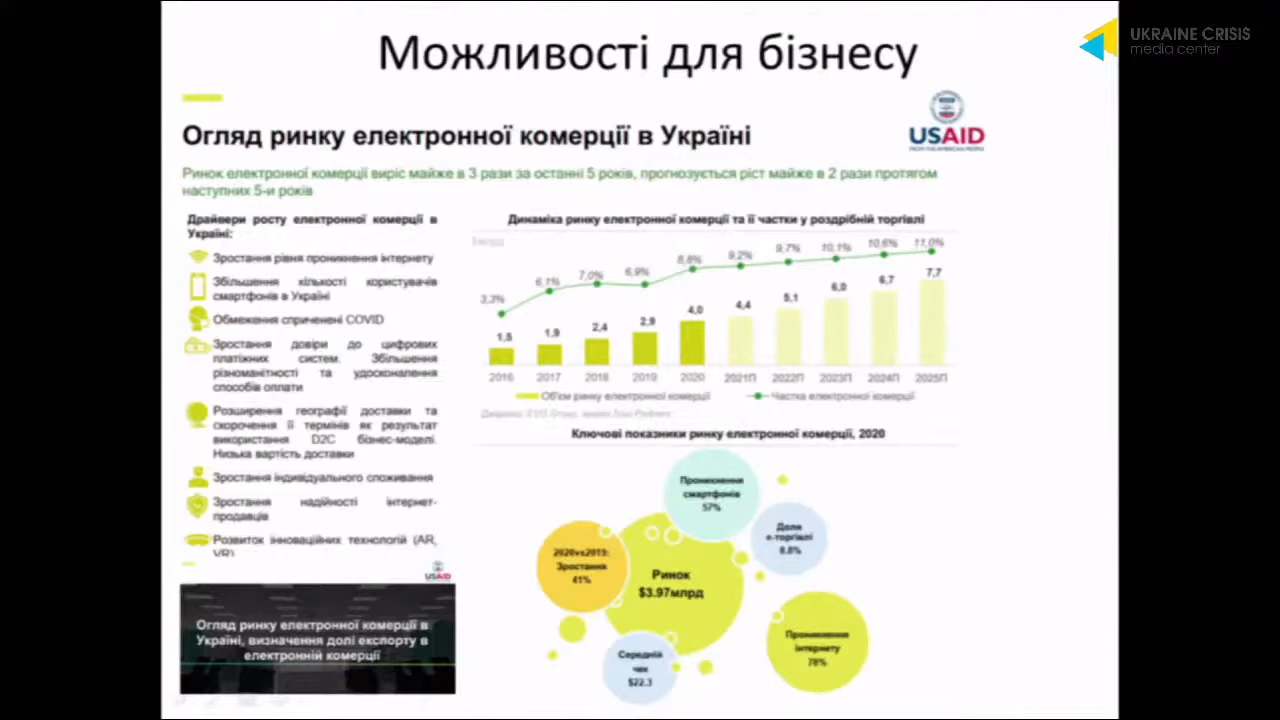 Можливості для бізнесу
UKRAINE CRISIS
media center
USAID
FROM THE AMERICAN PEOPLE
Огляд ринку електронної комерції в Україні
Ринок електронної комерції виріс майже в 3 рази за останні 5 років, прогнозується ріст майже в 2 рази протягом
наступних 5-и років
Драйвери росту електронної комерції в
Україні:
Зростання рівня проникнення інтернету
Збільшення кількості користувачів
смартфонів в Україні
Обмеження сприченені COVID
Зростання довіри до цифрових
платіжних систем. Збільшення
різноманітності та удосконалення
способів оплати
Розширення географії доставки та
скорочення її термінів як результат
використання D2C бізнес-моделі.
Низька вартість доставки
Зростання індивідуального споживання
Зростання надійності інтернет-
продавців
Розвиток інноваційних технологій (AR,
VR)
Динаміка ринку електронної комерції та її частки у роздрібній торгівлі
3,3% 6,1% 7,0% 6,9% 8,8% 9,2% 9,7% 10,1% 10,6% 11,0%
1,5 1,9 2,4 2,9 4,0 4,4 5,1 6,0 6,7 7,7
2016 2017 2018 2019 2020 2021П 2022П 2023П 2024П 2025П
Об'єм ринку електронної комерції Частка електронної комерції
Ключові показники ринку електронної комерції, 2020
Проникнення
смартфонів
57%
Доля
е-торгівлі
8.8%
2020vs2019:
Зростання
41%
Ринок
$3.97млрд
Проникнення
інтернету
78%
Середній
чек
$22.3
USAID
Огляд ринку електронної комерції в
Україні, визначення долі експорту в
електронній комерції